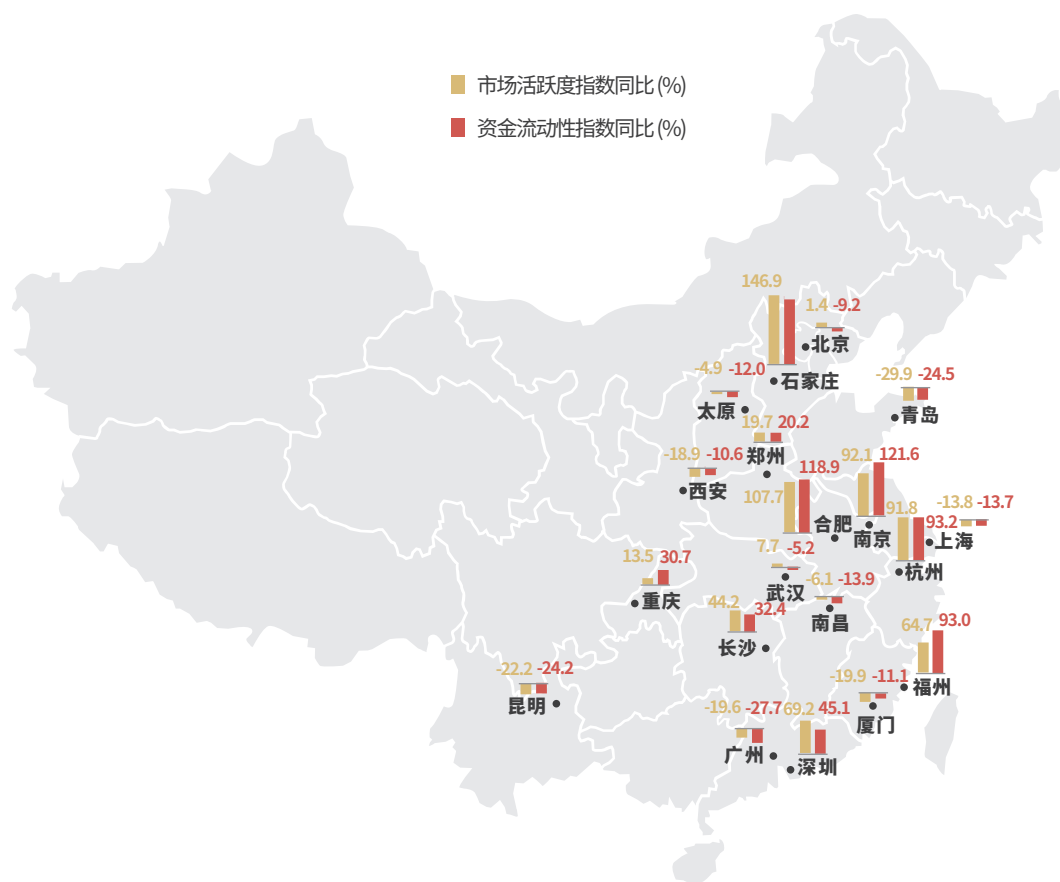 市场活跃度指数同比 (%)
资金流动性指数同比 (%)
146.9
1.4 -9.2
北京
石家庄
-4.9 -12.0
太原
-29.9 -24.5
青岛
19.7 20.2
郑州
-18.9 -10.6
西安
92.1 121.6
南京
107.7 118.9
合肥
91.8 93.2
杭州
-13.8 -13.7
上海
7.7 -5.2
武汉
13.5 30.7
重庆
-6.1 -13.9
南昌
44.2 32.4
长沙
64.7 93.0
福州
-22.2 -24.2
昆明
-19.9 -11.1
厦门
-19.6 -27.7
广州
69.2 45.1
深圳